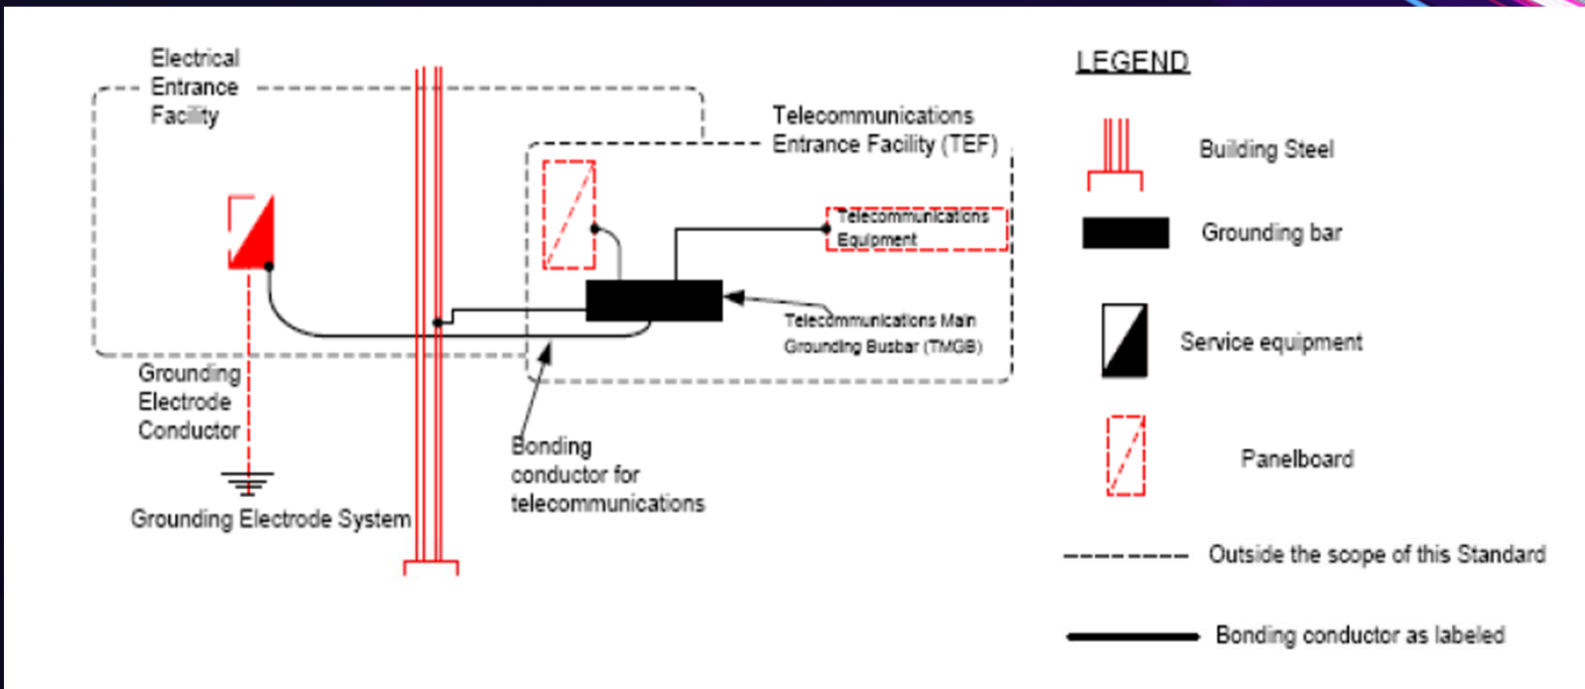 Electrical
Entrance
Facility
Telecommunications
Entrance Facility (TEF)
Telecommunications
Equipment
Telecommunications Main
Grounding Busbar (TMGB)
Grounding
Electrode
Conductor
Grounding Electrode System
Bonding
conductor for
telecommunications
LEGEND
Building Steel
Grounding bar
Service equipment
Panelboard
Outside the scope of this Standard
Bonding conductor as labeled